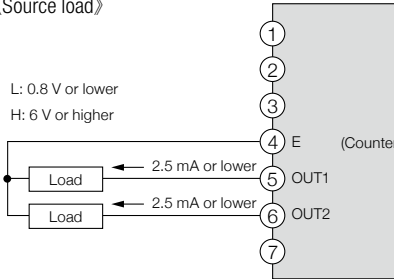 Source load》
①
②
L: 0.8 V or lower
③
H: 6 V or higher
④ E (Counter
2.5 mA or lower
Load ⑤ OUT1
2.5 mA or lower
Load ⑥ OUT2
⑦